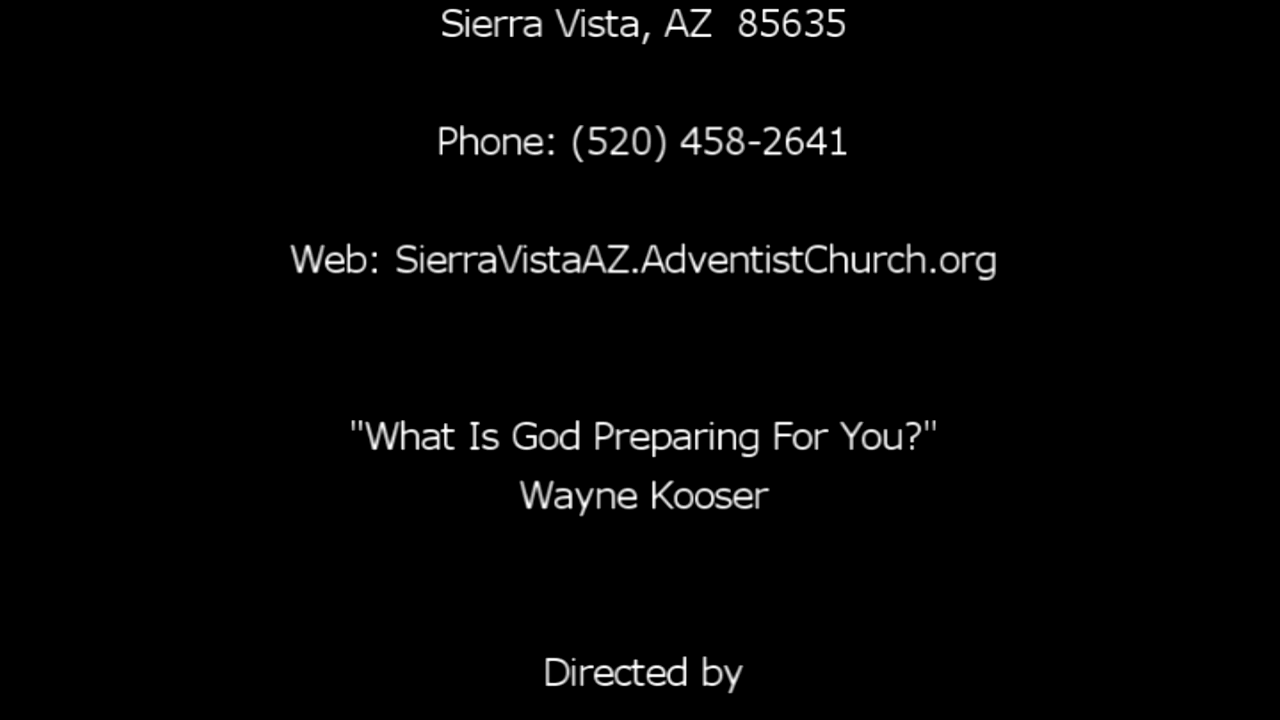 Sierra Vista, AZ  85635
Phone: (520) 458-2641
Web: SierraVistaAZ.AdventistChurch.org
"What Is God Preparing For You?"
Wayne Kooser
Directed by